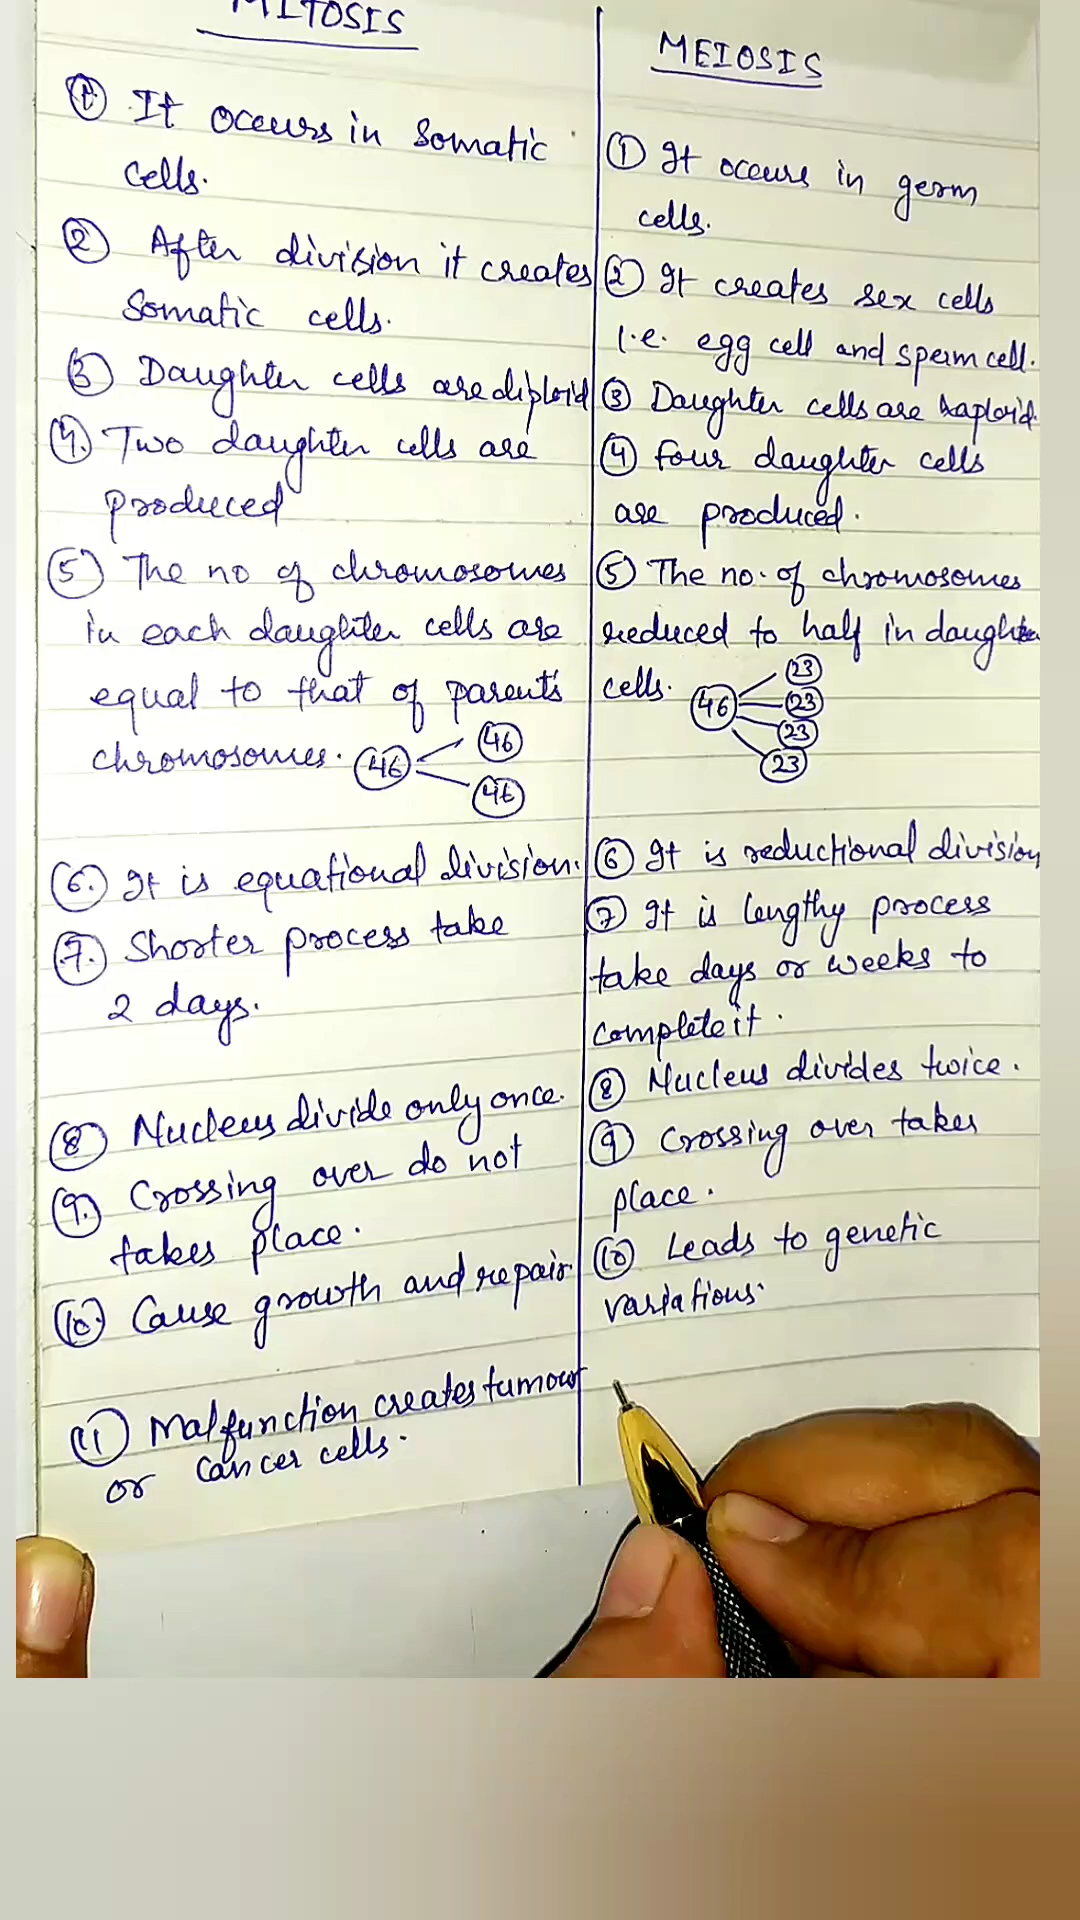 MITOSIS
① It occurs in Somatic
cells.
② After division it creates
Somatic cells.
③ Daughter cells are diploid
④. Two daughter cells are
produced
⑤ The no of chromosomes
in each daughter cells are
equal to that of parent's
chromosomes. 46 46
46
⑥. It is equational division.
⑦. Shorter process take
2 days.
⑧ Nucleus divide only once.
⑨. Crossing over do not
takes place.
⑩ Cause growth and repair.
⑪ Malfunction creates tumour
or cancer cells.
MEIOSIS
① It occurs in germ
cells.
② It creates sex cells
i.e. egg cell and sperm cell.
③ Daughter cells are haploid.
④ four daughter cells
are produced.
⑤ The no. of chromosomes
reduced to half in daughter
cells. 46 23
23
23
23
⑥ It is reductional division
⑦ It is lengthy process
take days or weeks to
complete it.
⑧ Nucleus divides twice.
⑨ Crossing over takes
place.
⑩ Leads to genetic
variations.